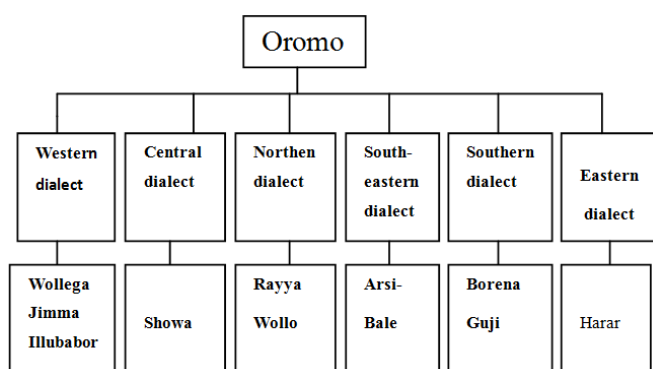 Oromo
Western
dialect
Central
dialect
Northen
dialect
South-
eastern
dialect
Southern
dialect
Eastern
dialect
Wollega
Jimma
Illubabor
Showa
Rayya
Wollo
Arsi-
Bale
Borena
Guji
Harar